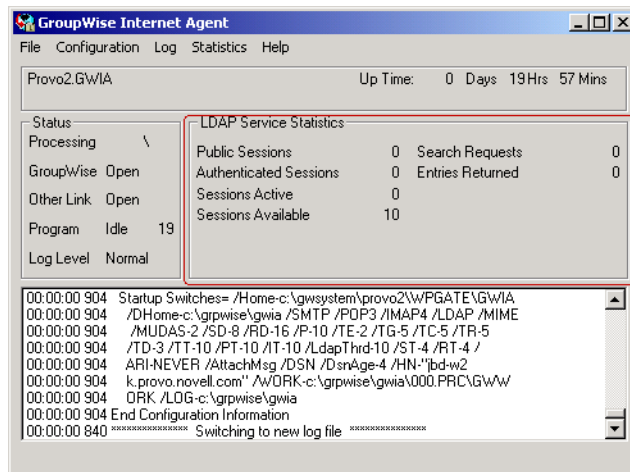 GroupWise Internet Agent
File Configuration Log Statistics Help
Provo2.GWIA Up Time: 0 Days 19 Hrs 57 Mins
Status
Processing \
GroupWise Open
Other Link Open
Program Idle 19
Log Level Normal
LDAP Service Statistics
Public Sessions 0 Search Requests 0
Authenticated Sessions 0 Entries Returned 0
Sessions Active 0
Sessions Available 10
00:00:00 904 Startup Switches= /Home-c:\gwsystem\provo2\WPGATE\GWIA
00:00:00 904 /DHome-c:\grpwise\gwia /SMTP /POP3 /IMAP4 /LDAP /MIME
00:00:00 904 /MUDAS-2 /SD-8 /RD-16 /P-10 /TE-2 /TG-5 /TC-5 /TR-5
00:00:00 904 /TD-3 /TT-10 /PT-10 /IT-10 /LdapThrd-10 /ST-4 /RT-4 /
00:00:00 904 ARI-NEVER /AttachMsg /DSN /DsnAge-4 /HN-"jbd-w2
00:00:00 904 k.provo.novell.com" /WORK-c:\grpwise\gwia\000.PRC\GWW
00:00:00 904 ORK /LOG-c:\grpwise\gwia
00:00:00 904 End Configuration Information
00:00:00 840 *************** Switching to new log file ***************